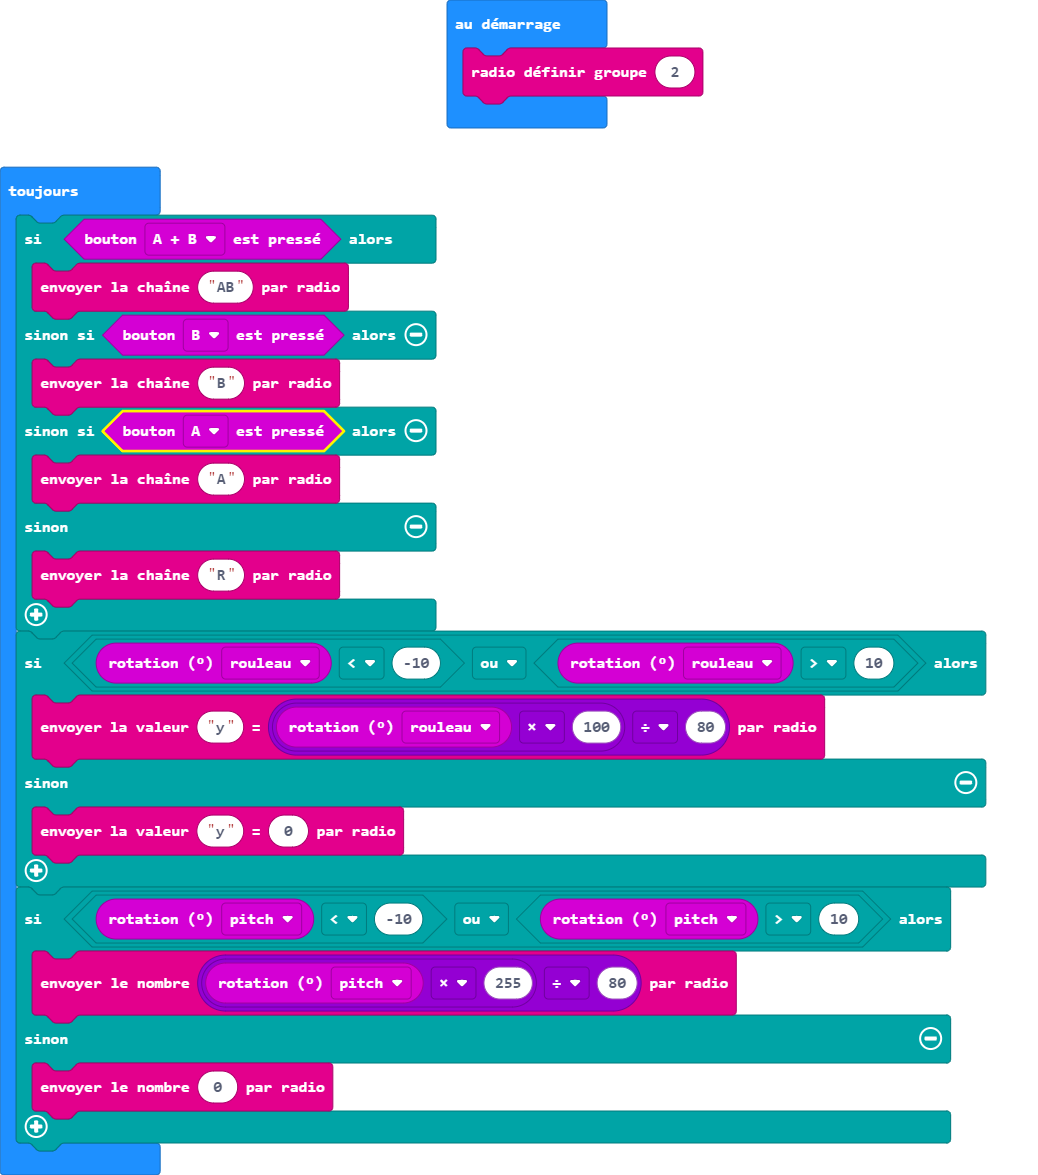 au démarrage
radio définir groupe 2
toujours
si bouton A + B est pressé alors
envoyer la chaîne "AB" par radio
sinon si bouton B est pressé alors
envoyer la chaîne "B" par radio
sinon si bouton A est pressé alors
envoyer la chaîne "A" par radio
sinon
envoyer la chaîne "R" par radio
si rotation (º) rouleau < -10 ou rotation (º) rouleau > 10 alors
envoyer la valeur "y" = rotation (º) rouleau × 100 ÷ 80 par radio
sinon
envoyer la valeur "y" = 0 par radio
si rotation (º) pitch < -10 ou rotation (º) pitch > 10 alors
envoyer le nombre rotation (º) pitch × 255 ÷ 80 par radio
sinon
envoyer le nombre 0 par radio